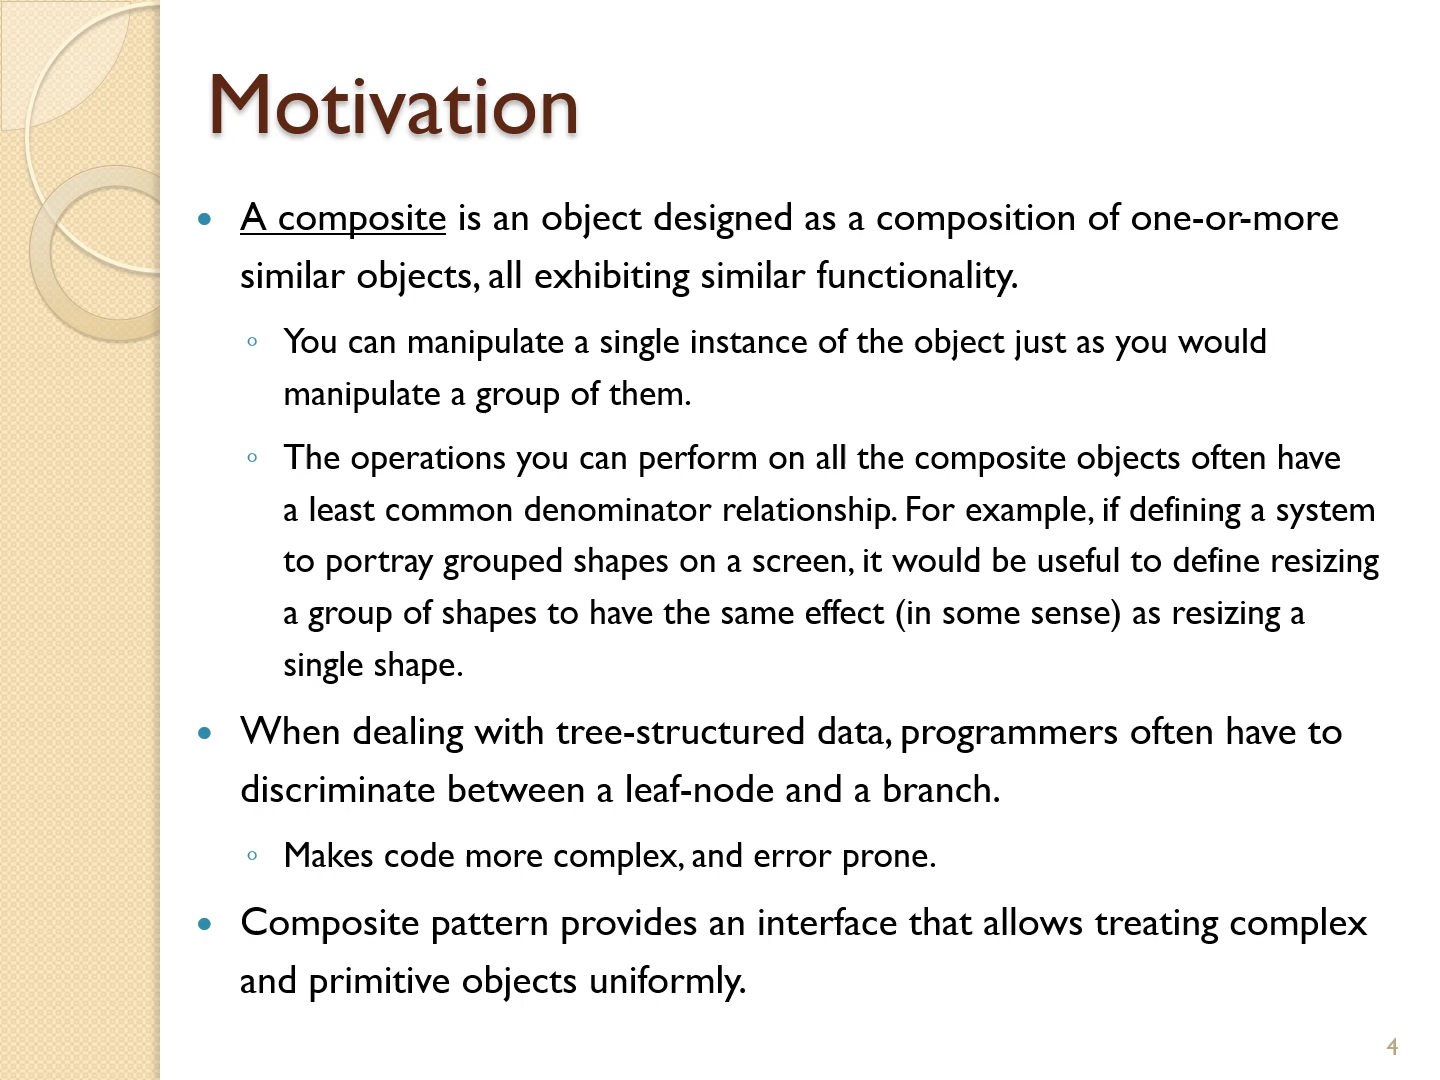 Motivation
• A composite is an object designed as a composition of one-or-more
similar objects, all exhibiting similar functionality.
◦ You can manipulate a single instance of the object just as you would
manipulate a group of them.
◦ The operations you can perform on all the composite objects often have
a least common denominator relationship. For example, if defining a system
to portray grouped shapes on a screen, it would be useful to define resizing
a group of shapes to have the same effect (in some sense) as resizing a
single shape.
• When dealing with tree-structured data, programmers often have to
discriminate between a leaf-node and a branch.
◦ Makes code more complex, and error prone.
• Composite pattern provides an interface that allows treating complex
and primitive objects uniformly.
4